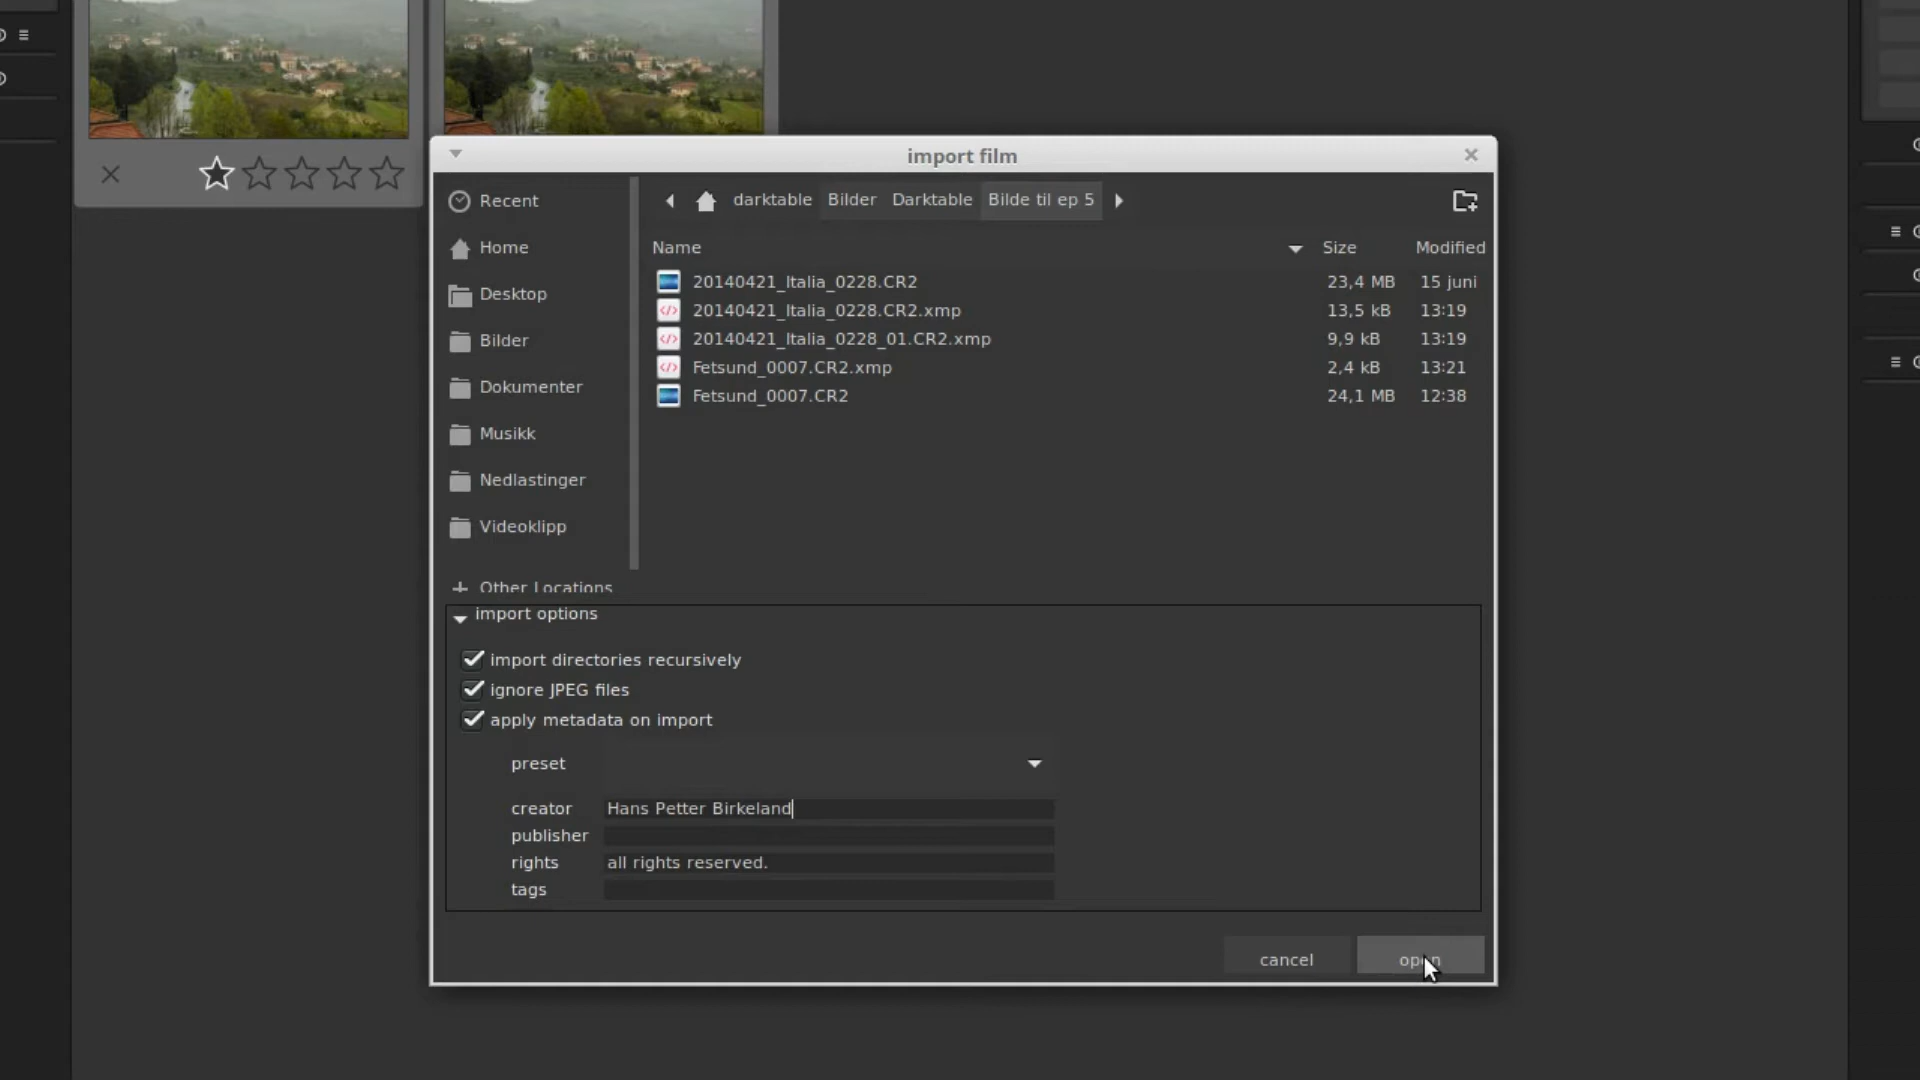 import film
Recent
Home
Desktop
Bilder
Dokumenter
Musikk
Nedlastinger
Videoklipp
Other Locations
darktable Bilder Darktable Bilde til ep 5
Name Size Modified
20140421_Italia_0228.CR2 23,4 MB 15 juni
20140421_Italia_0228.CR2.xmp 13,5 kB 13:19
20140421_Italia_0228_01.CR2.xmp 9,9 kB 13:19
Fetsund_0007.CR2.xmp 2,4 kB 13:21
Fetsund_0007.CR2 24,1 MB 12:38
import options
import directories recursively
ignore JPEG files
apply metadata on import
preset
creator Hans Petter Birkeland
publisher
rights all rights reserved.
tags
cancel open